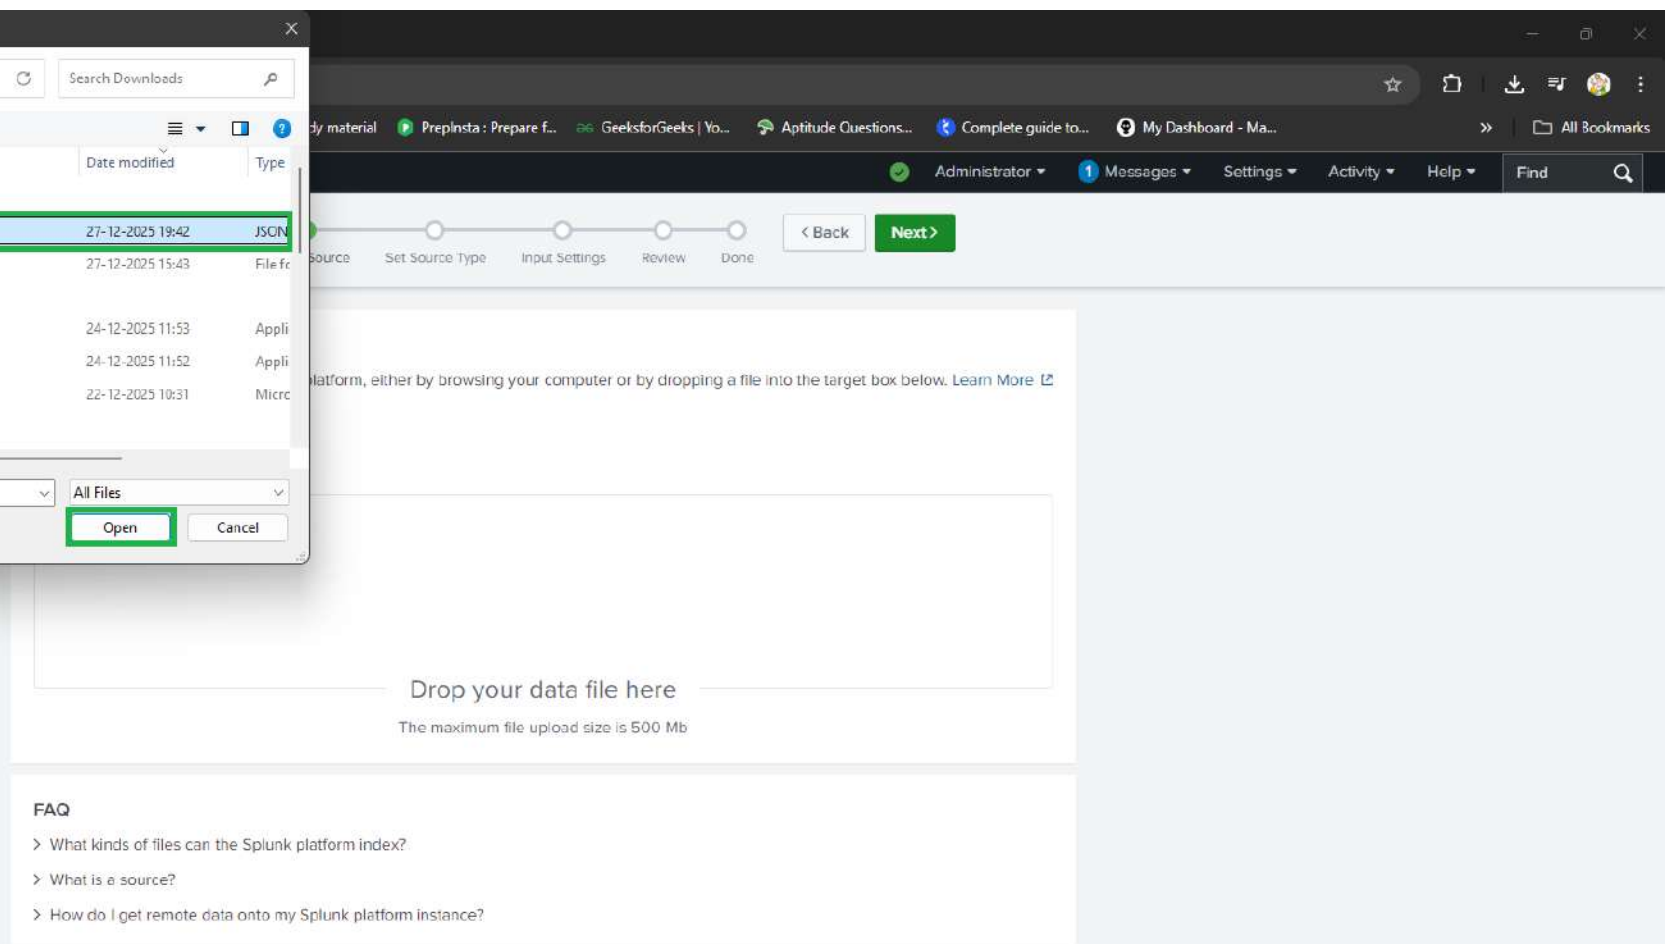 Search Downloads
dy material
PrepInsta : Prepare f...
GeeksforGeeks | Yo...
Aptitude Questions...
Complete guide to...
My Dashboard - Ma...
»
All Bookmarks
Date modified
Type
Administrator
1 Messages
Settings
Activity
Help
Find
27-12-2025 19:42 JSON
27-12-2025 15:43 File fo
Source
Set Source Type
Input Settings
Review
Done
< Back
Next >
24-12-2025 11:53 Appli
24-12-2025 11:52 Appli
22-12-2025 10:31 Micro
latform, either by browsing your computer or by dropping a file into the target box below. Learn More
All Files
Open
Cancel
Drop your data file here
The maximum file upload size is 500 Mb
FAQ
> What kinds of files can the Splunk platform index?
> What is a source?
> How do I get remote data onto my Splunk platform instance?